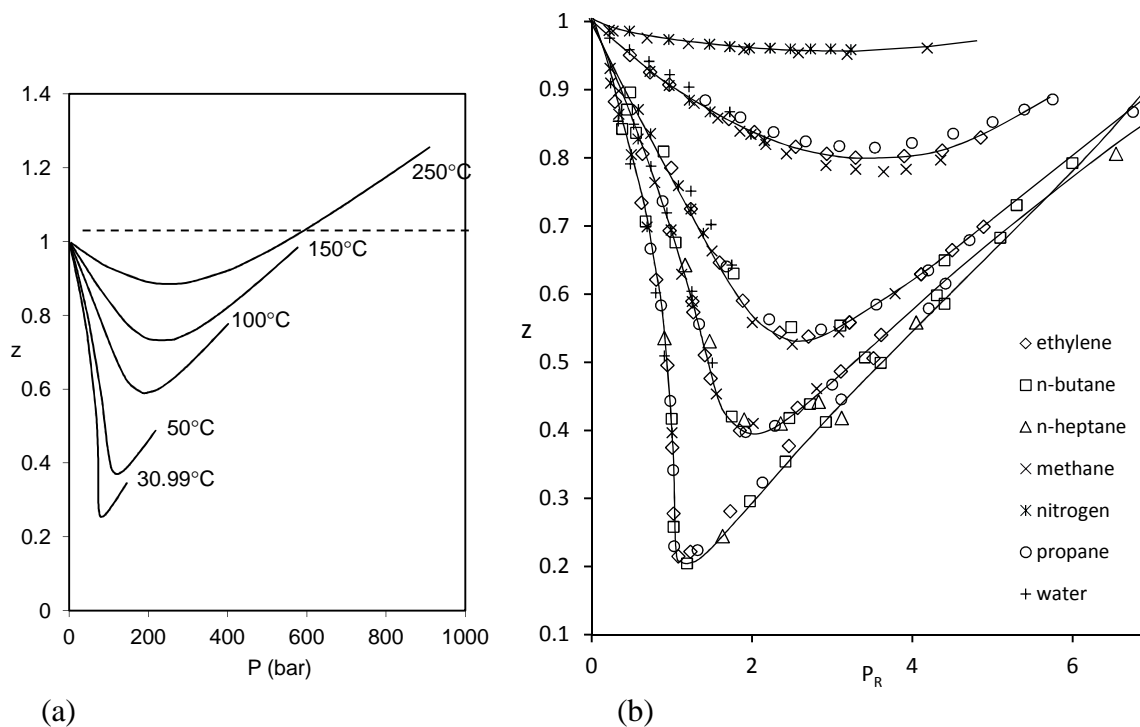 1.4
1.2
1
0.8
z
0.6
0.4
0.2
0
0 200 400 600 800 1000
P (bar)
250°C
150°C
100°C
50°C
30.99°C
(a)
1
0.9
0.8
0.7
0.6
z
0.5
0.4
0.3
0.2
0.1
0 2 4 6
P_R
ethylene
n-butane
n-heptane
methane
nitrogen
propane
water
(b)